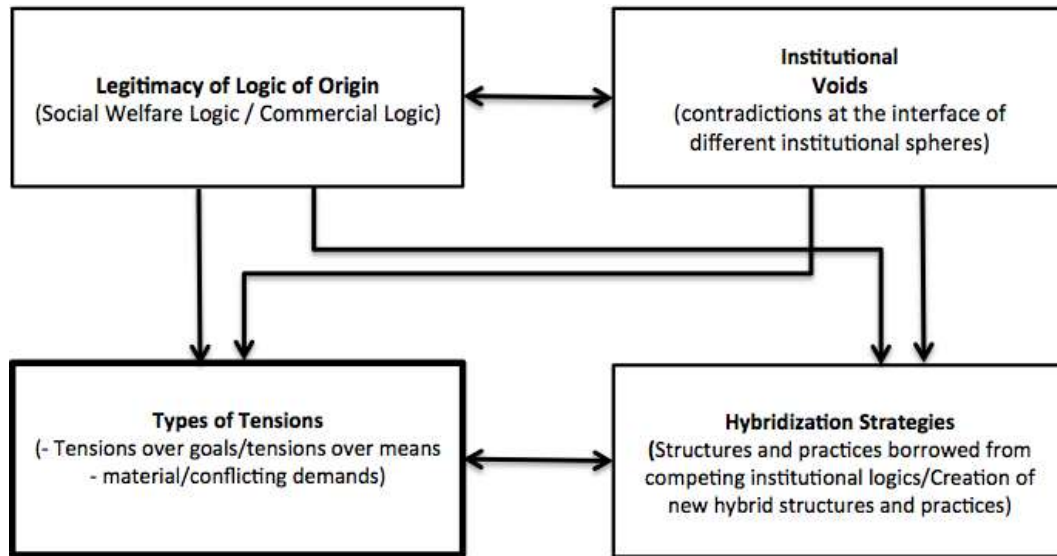 Legitimacy of Logic of Origin
(Social Welfare Logic / Commercial Logic)
Institutional
Voids
(contradictions at the interface of
different institutional spheres)
Types of Tensions
(- Tensions over goals/tensions over means
- material/conflicting demands)
Hybridization Strategies
(Structures and practices borrowed from
competing institutional logics/Creation of
new hybrid structures and practices)